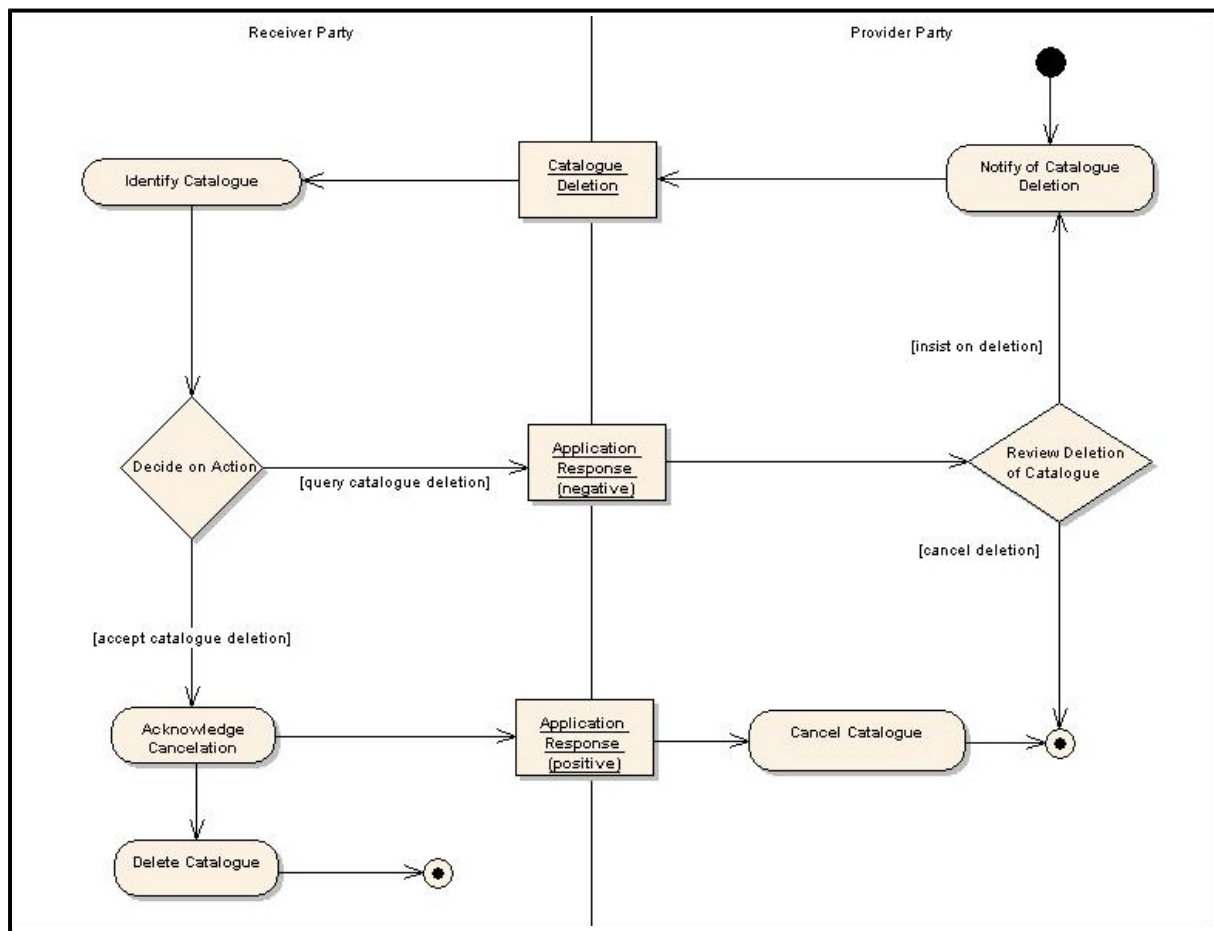 Receiver Party
Provider Party
Identify Catalogue
Catalogue
Deletion
Notify of Catalogue
Deletion
[insist on deletion]
Decide on Action
[query catalogue deletion]
Application
Response
(negative)
Review Deletion
of Catalogue
[cancel deletion]
[accept catalogue deletion]
Acknowledge
Cancelation
Application
Response
(positive)
Cancel Catalogue
Delete Catalogue